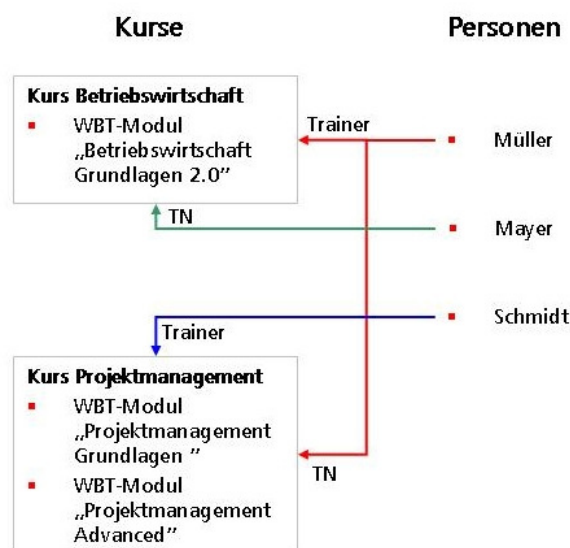 Kurse
Personen
Kurs Betriebswirtschaft
WBT-Modul
„Betriebswirtschaft
Grundlagen 2.0”
Trainer
Müller
TN
Mayer
Schmidt
Trainer
Kurs Projektmanagement
WBT-Modul
„Projektmanagement
Grundlagen ”
TN
WBT-Modul
„Projektmanagement
Advanced”